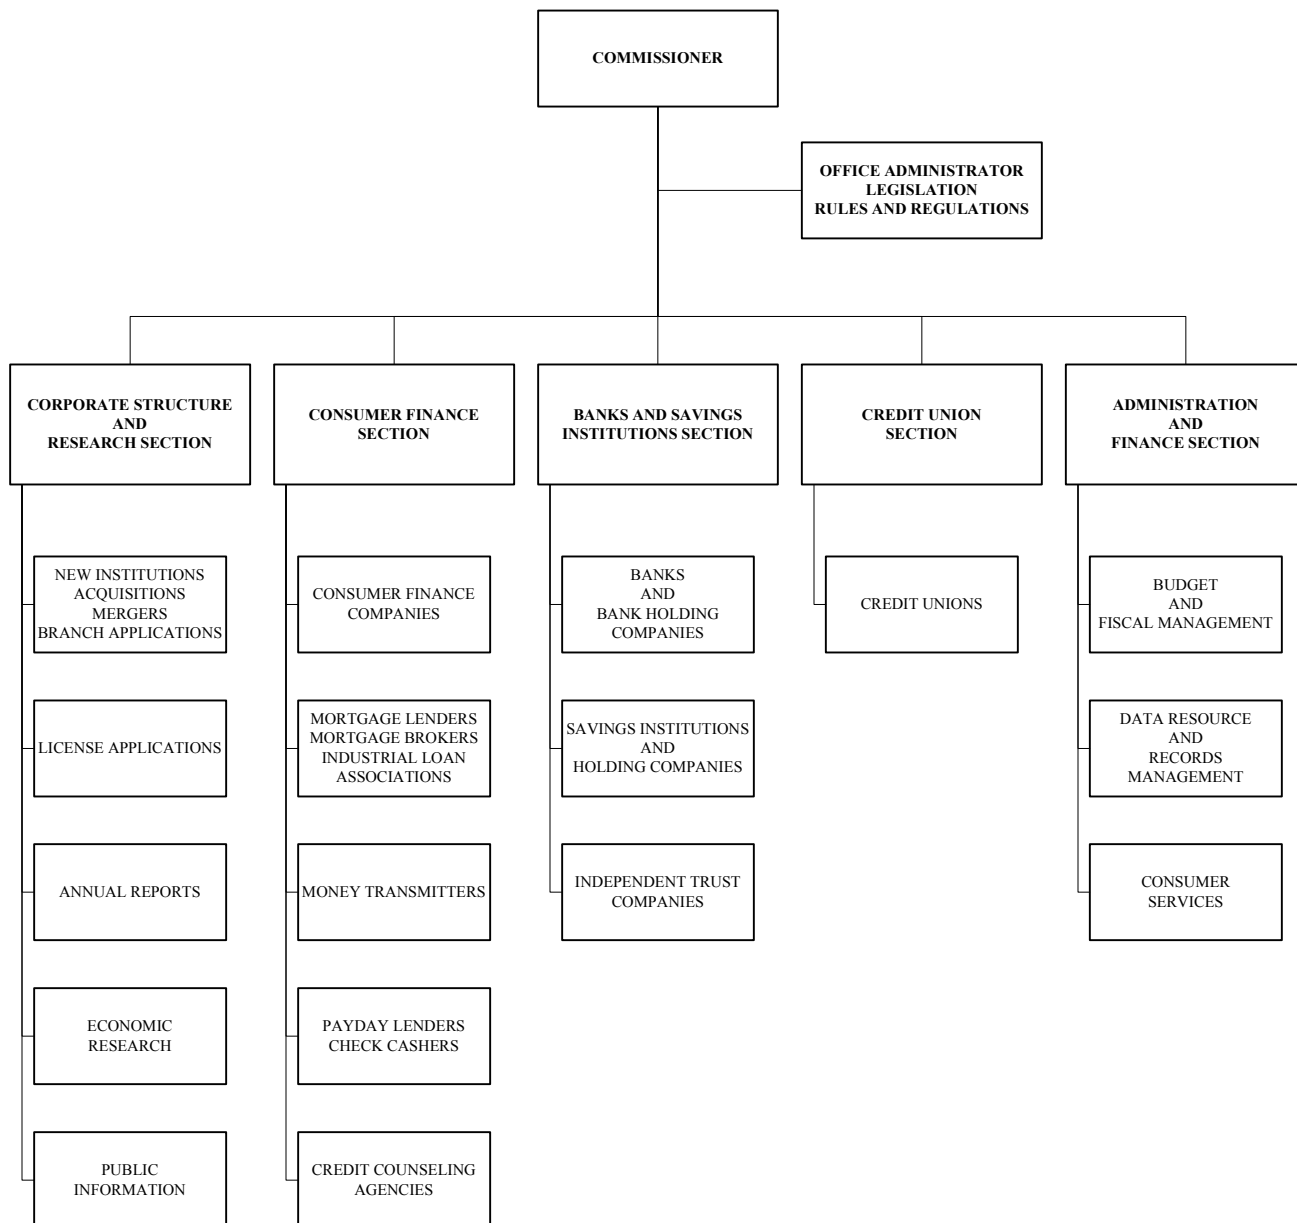 COMMISSIONER
OFFICE ADMINISTRATOR
LEGISLATION
RULES AND REGULATIONS
CORPORATE STRUCTURE
AND
RESEARCH SECTION
CONSUMER FINANCE
SECTION
BANKS AND SAVINGS
INSTITUTIONS SECTION
CREDIT UNION
SECTION
ADMINISTRATION
AND
FINANCE SECTION
NEW INSTITUTIONS
ACQUISITIONS
MERGERS
BRANCH APPLICATIONS
CONSUMER FINANCE
COMPANIES
BANKS
AND
BANK HOLDING
COMPANIES
CREDIT UNIONS
BUDGET
AND
FISCAL MANAGEMENT
LICENSE APPLICATIONS
MORTGAGE LENDERS
MORTGAGE BROKERS
INDUSTRIAL LOAN
ASSOCIATIONS
SAVINGS INSTITUTIONS
AND
HOLDING COMPANIES
DATA RESOURCE
AND
RECORDS
MANAGEMENT
ANNUAL REPORTS
MONEY TRANSMITTERS
INDEPENDENT TRUST
COMPANIES
CONSUMER
SERVICES
ECONOMIC
RESEARCH
PAYDAY LENDERS
CHECK CASHERS
PUBLIC
INFORMATION
CREDIT COUNSELING
AGENCIES